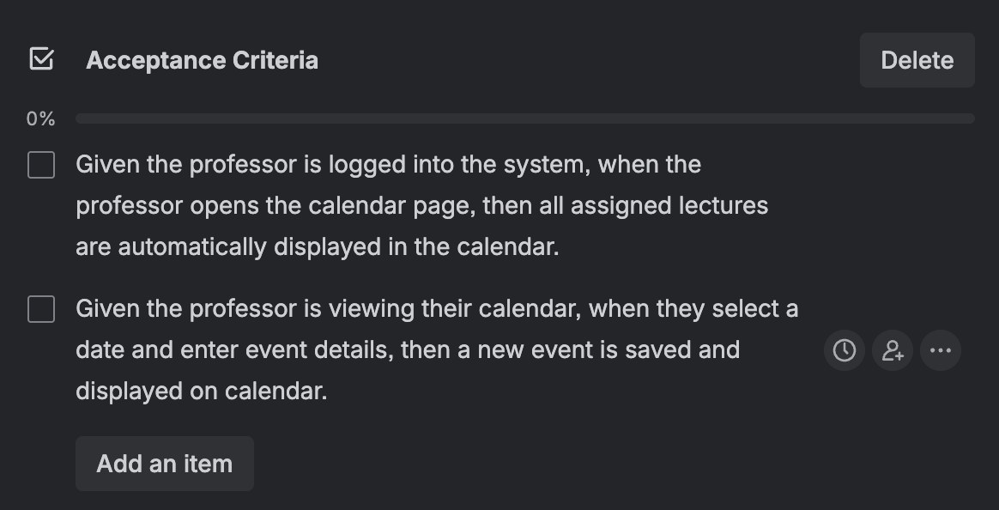 Acceptance Criteria
Delete
0%
Given the professor is logged into the system, when the
professor opens the calendar page, then all assigned lectures
are automatically displayed in the calendar.
Given the professor is viewing their calendar, when they select a
date and enter event details, then a new event is saved and
displayed on calendar.
Add an item